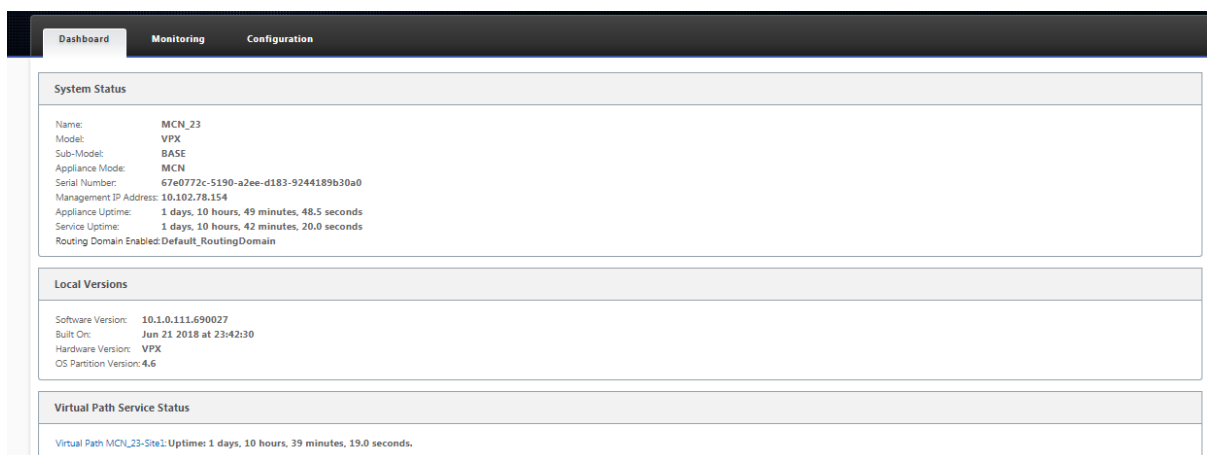 Dashboard Monitoring Configuration
System Status
Name: MCN_23
Model: VPX
Sub-Model: BASE
Appliance Mode: MCN
Serial Number: 67e0772c-5190-a2ee-d183-9244189b30a0
Management IP Address: 10.102.78.154
Appliance Uptime: 1 days, 10 hours, 49 minutes, 48.5 seconds
Service Uptime: 1 days, 10 hours, 42 minutes, 20.0 seconds
Routing Domain Enabled: Default_RoutingDomain
Local Versions
Software Version: 10.1.0.111.690027
Built On: Jun 21 2018 at 23:42:30
Hardware Version: VPX
OS Partition Version: 4.6
Virtual Path Service Status
Virtual Path MCN_23-Site1: Uptime: 1 days, 10 hours, 39 minutes, 19.0 seconds.